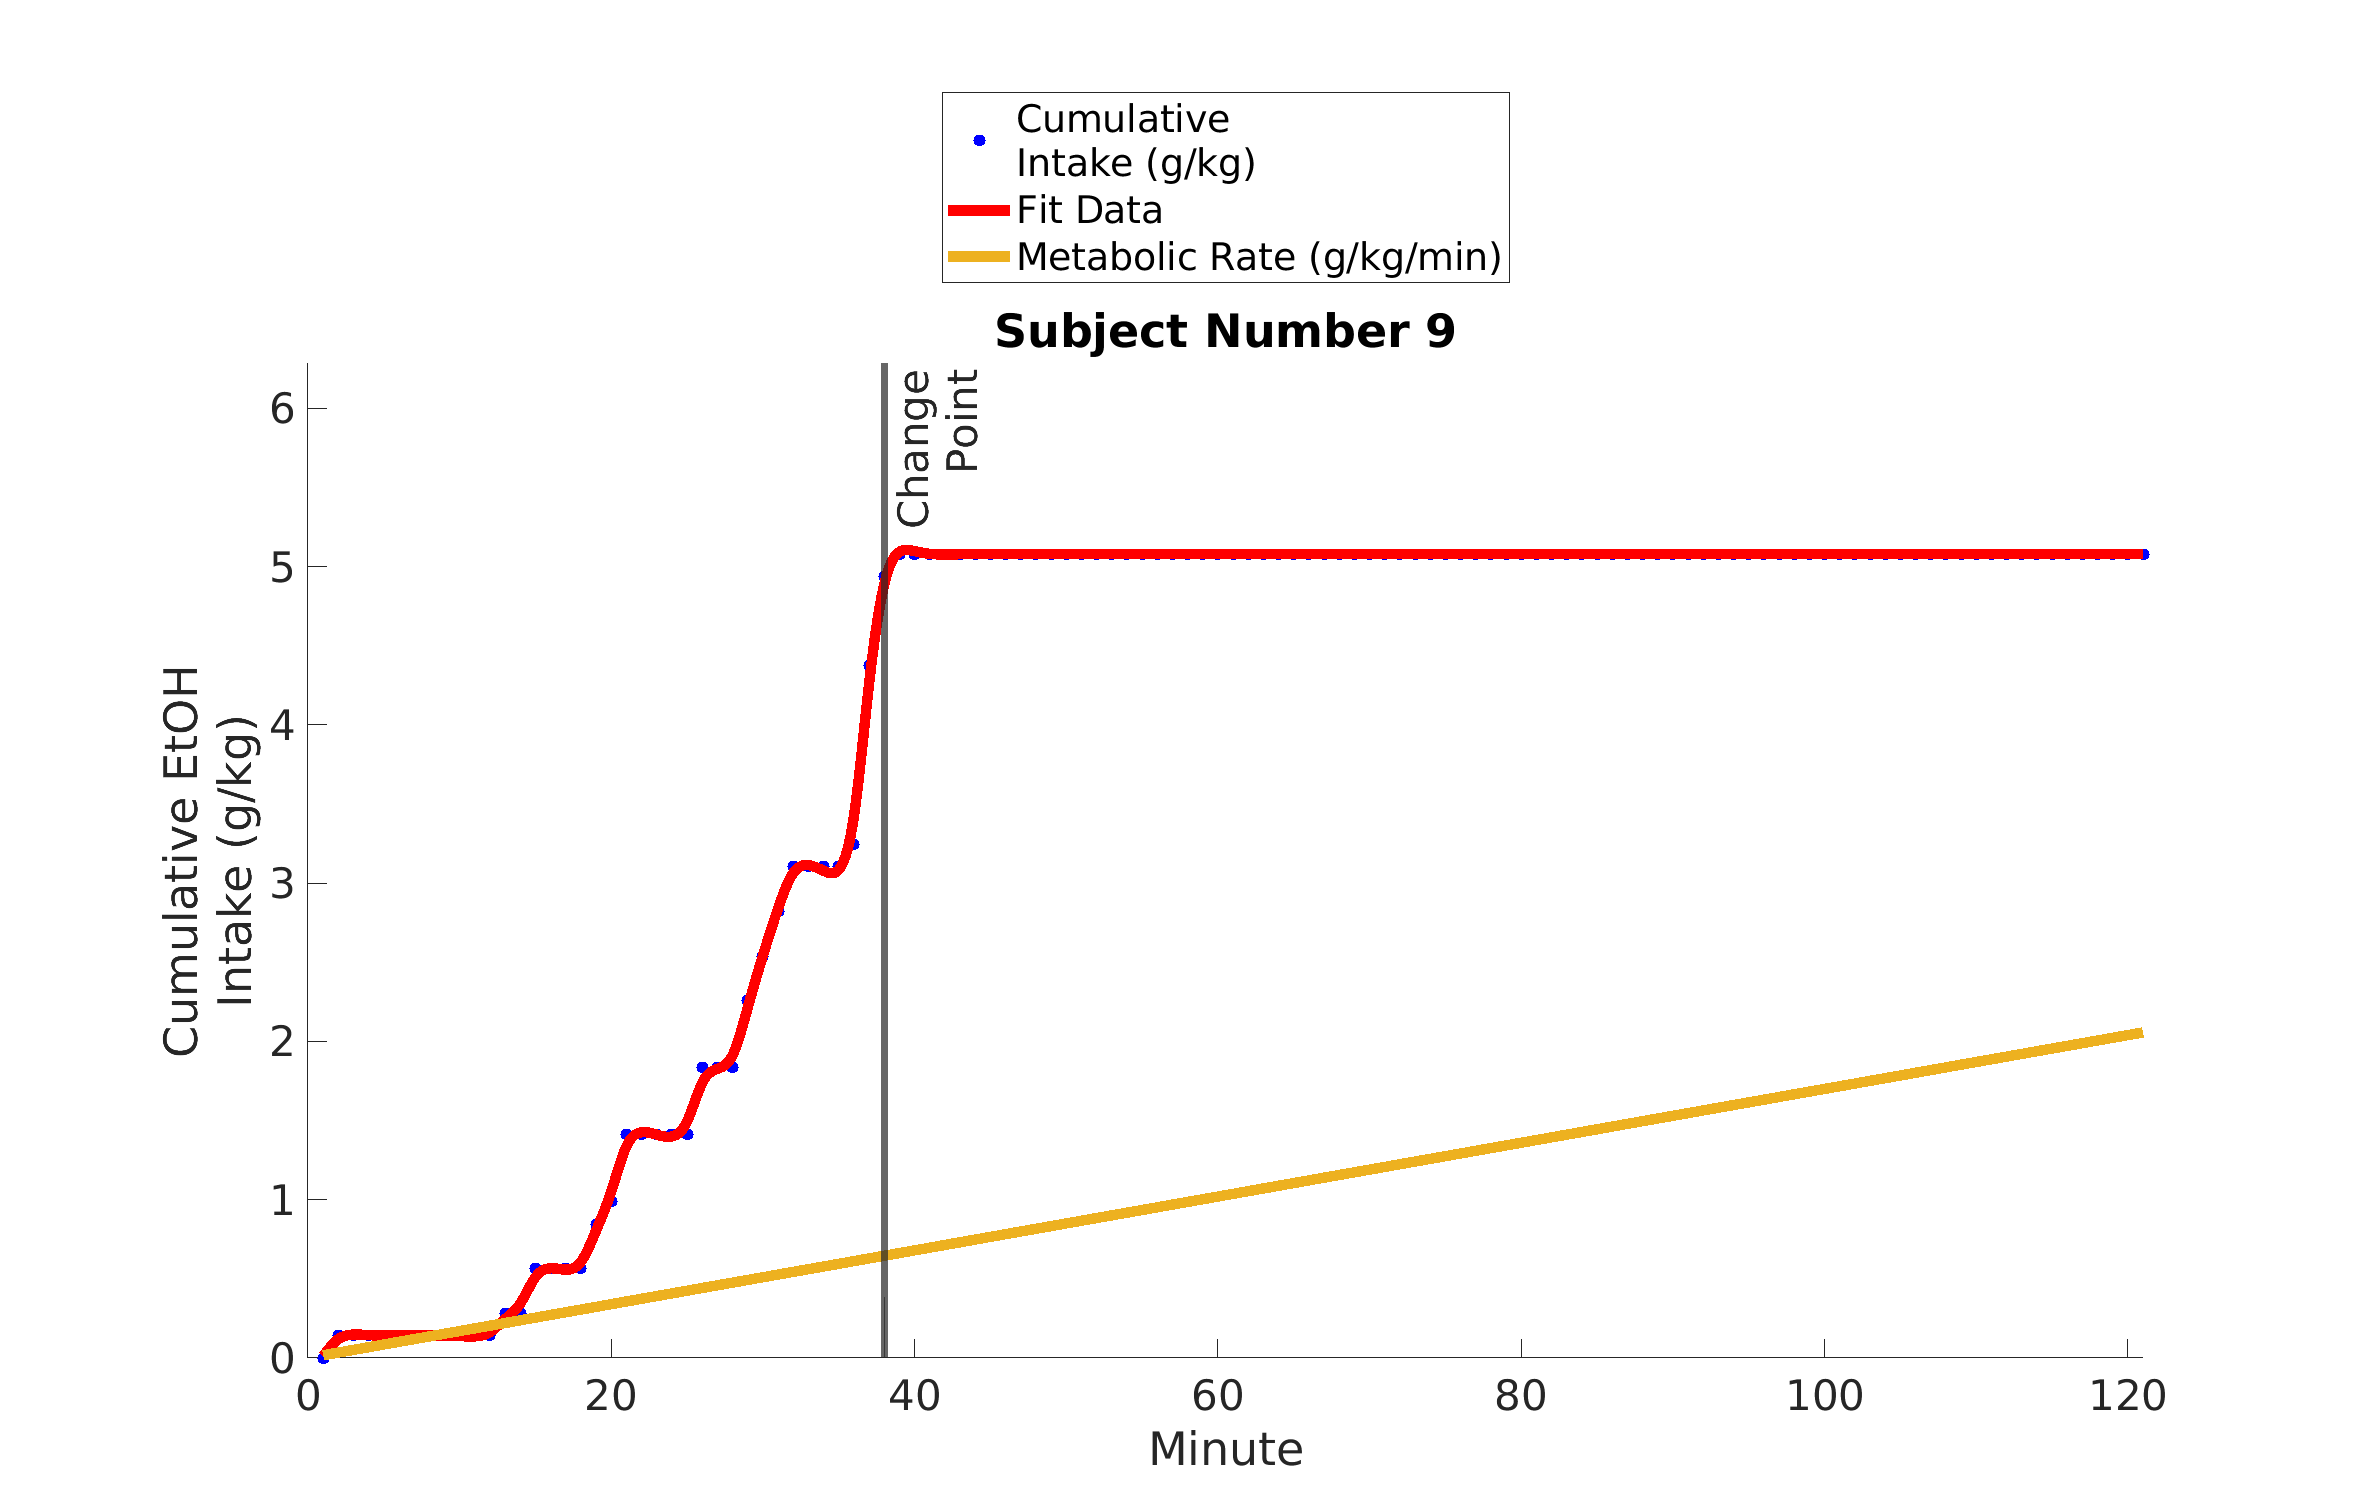 Cumulative
Intake (g/kg)
Fit Data
Metabolic Rate (g/kg/min)
Subject Number 9
Change
Point
Cumulative EtOH
Intake (g/kg)
6
5
4
3
2
1
0
0 20 40 60 80 100 120
Minute